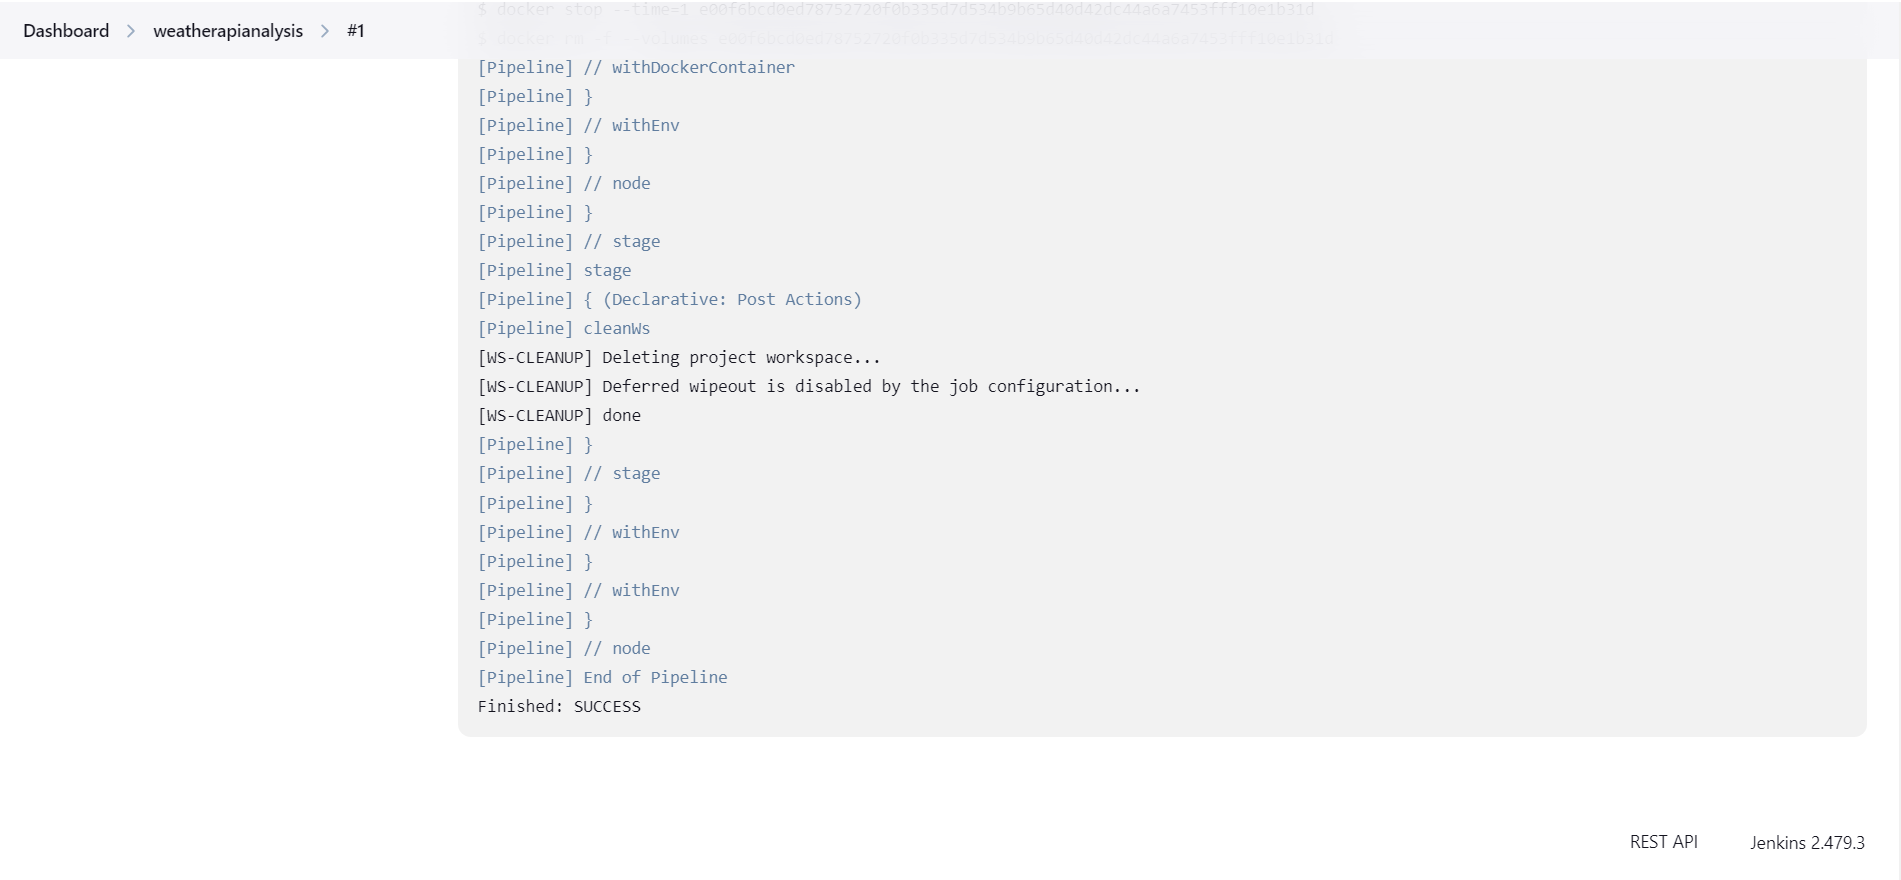 $ docker stop --time=1 e00f6bcd0ed78752720f0b335d7d534b9b65d40d42dc44a6a7453fff10e1b31d
Dashboard > weatherapianalysis > #1
$ docker rm -f --volumes e00f6bcd0ed78752720f0b335d7d534b9b65d40d42dc44a6a7453fff10e1b31d
[Pipeline] // withDockerContainer
[Pipeline] }
[Pipeline] // withEnv
[Pipeline] }
[Pipeline] // node
[Pipeline] }
[Pipeline] // stage
[Pipeline] stage
[Pipeline] { (Declarative: Post Actions)
[Pipeline] cleanWs
[WS-CLEANUP] Deleting project workspace...
[WS-CLEANUP] Deferred wipeout is disabled by the job configuration...
[WS-CLEANUP] done
[Pipeline] }
[Pipeline] // stage
[Pipeline] }
[Pipeline] // withEnv
[Pipeline] }
[Pipeline] // withEnv
[Pipeline] }
[Pipeline] // node
[Pipeline] End of Pipeline
Finished: SUCCESS
REST API Jenkins 2.479.3